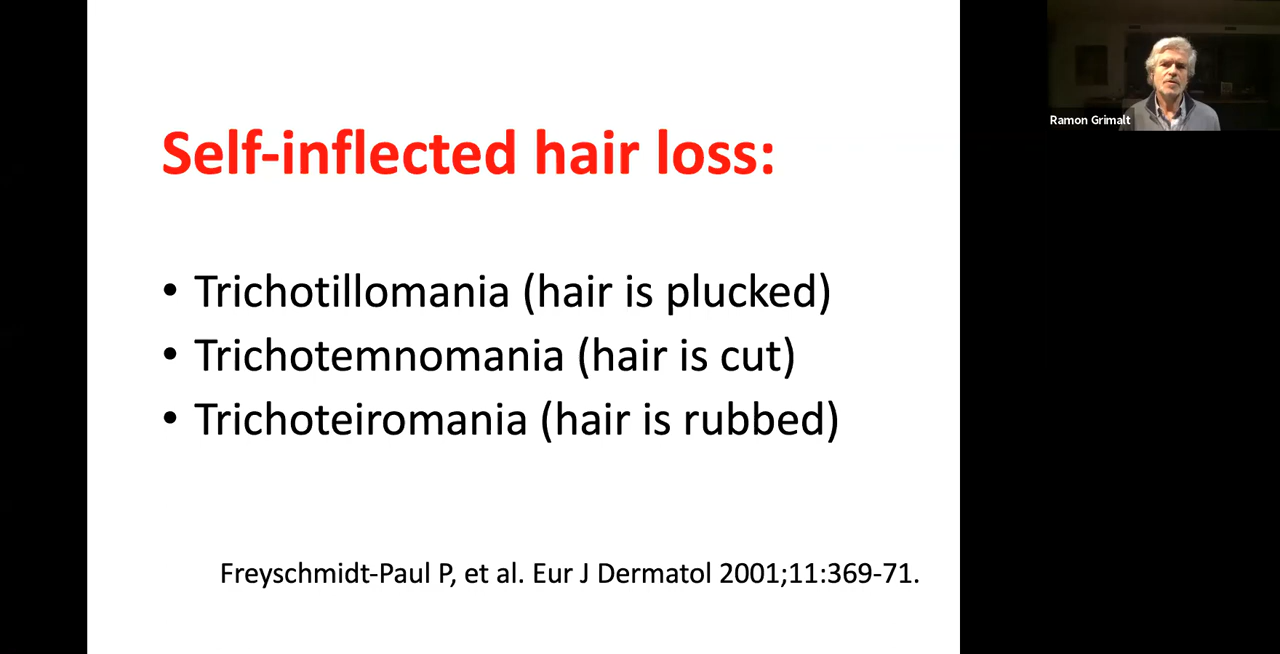 Self-inflected hair loss:
• Trichotillomania (hair is plucked)
• Trichotemnomania (hair is cut)
• Trichoteiromania (hair is rubbed)
Freyschmidt-Paul P, et al. Eur J Dermatol 2001;11:369-71.
Ramon Grimalt